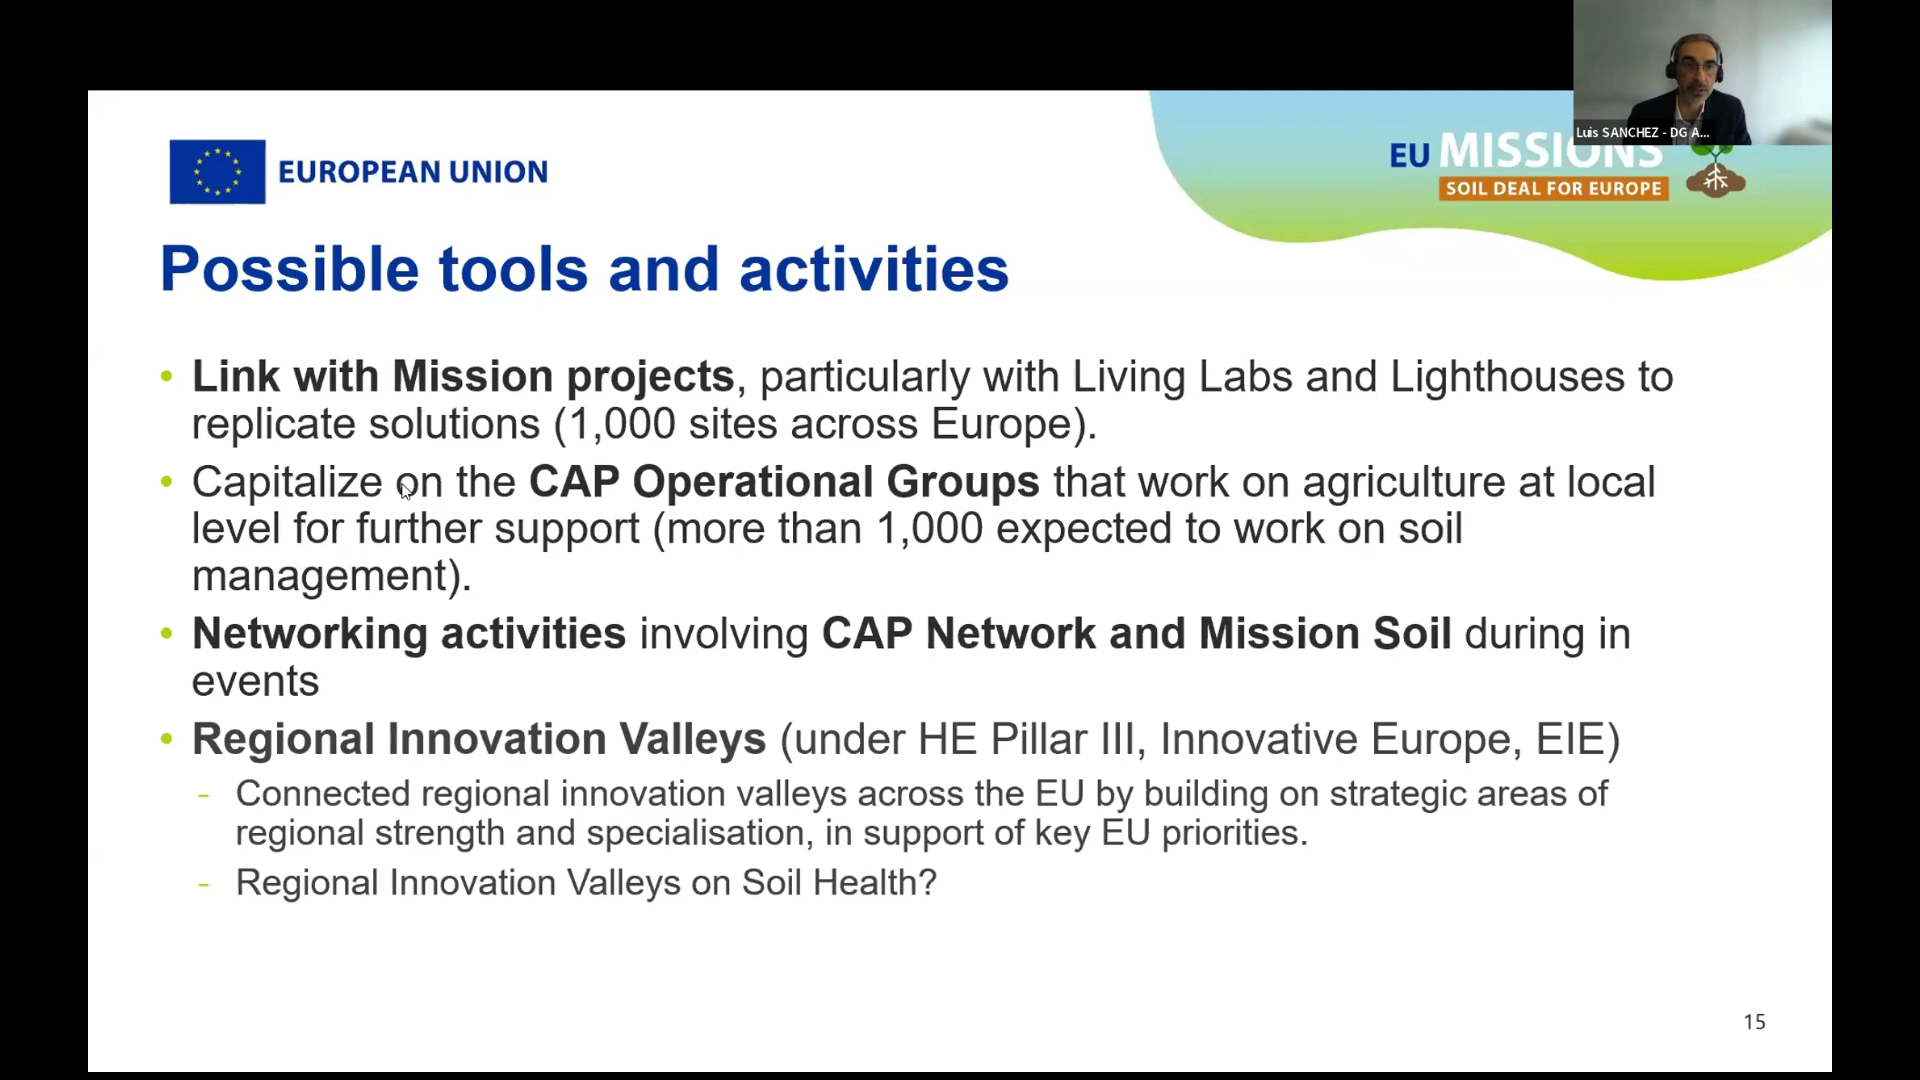 Luis SANCHEZ - DG A...
EUROPEAN UNION
EU MISSIONS
SOIL DEAL FOR EUROPE
Possible tools and activities
• Link with Mission projects, particularly with Living Labs and Lighthouses to
replicate solutions (1,000 sites across Europe).
• Capitalize on the CAP Operational Groups that work on agriculture at local
level for further support (more than 1,000 expected to work on soil
management).
• Networking activities involving CAP Network and Mission Soil during in
events
• Regional Innovation Valleys (under HE Pillar III, Innovative Europe, EIE)
- Connected regional innovation valleys across the EU by building on strategic areas of
regional strength and specialisation, in support of key EU priorities.
- Regional Innovation Valleys on Soil Health?
15